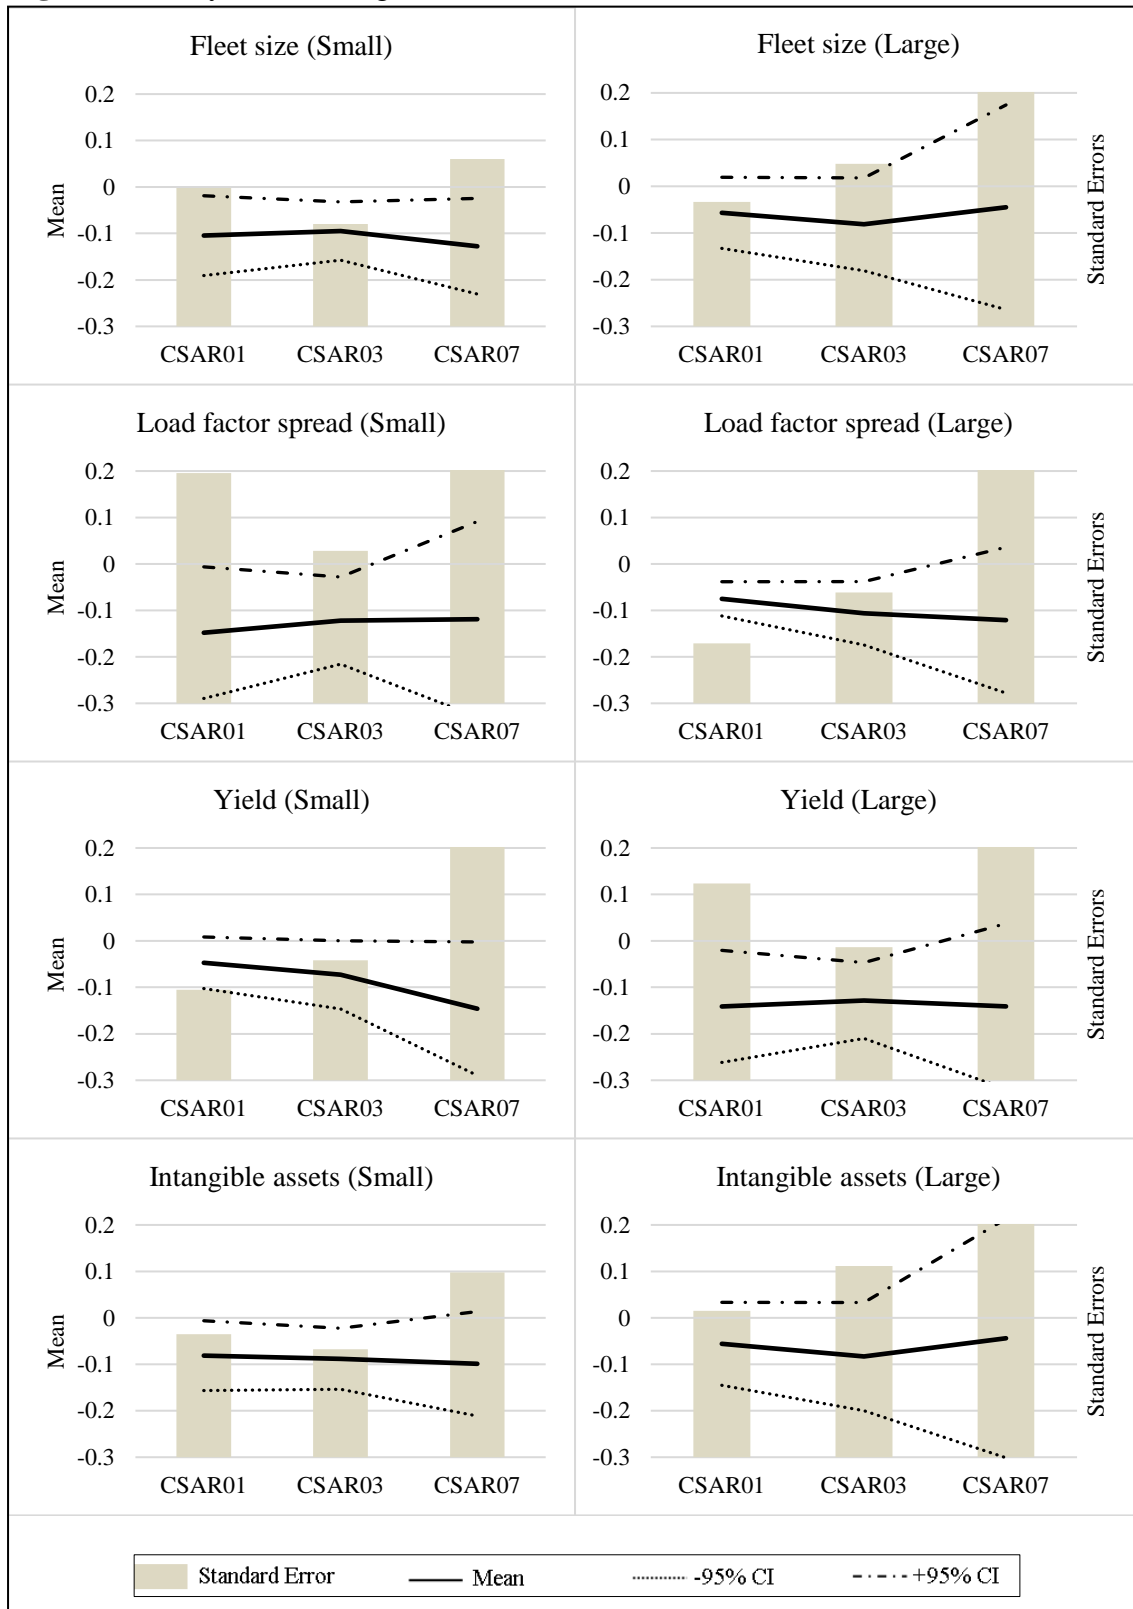 Fleet size (Small)
0.2
0.1
0
-0.1
-0.2
-0.3
Mean
CSAR01 CSAR03 CSAR07
Fleet size (Large)
0.2
0.1
0
-0.1
-0.2
-0.3
Standard Errors
CSAR01 CSAR03 CSAR07
Load factor spread (Small)
0.2
0.1
0
-0.1
-0.2
-0.3
Mean
CSAR01 CSAR03 CSAR07
Load factor spread (Large)
0.2
0.1
0
-0.1
-0.2
-0.3
Standard Errors
CSAR01 CSAR03 CSAR07
Yield (Small)
0.2
0.1
0
-0.1
-0.2
-0.3
Mean
CSAR01 CSAR03 CSAR07
Yield (Large)
0.2
0.1
0
-0.1
-0.2
-0.3
Standard Errors
CSAR01 CSAR03 CSAR07
Intangible assets (Small)
0.2
0.1
0
-0.1
-0.2
-0.3
Mean
CSAR01 CSAR03 CSAR07
Intangible assets (Large)
0.2
0.1
0
-0.1
-0.2
-0.3
Standard Errors
CSAR01 CSAR03 CSAR07
Standard Error Mean -95% CI +95% CI